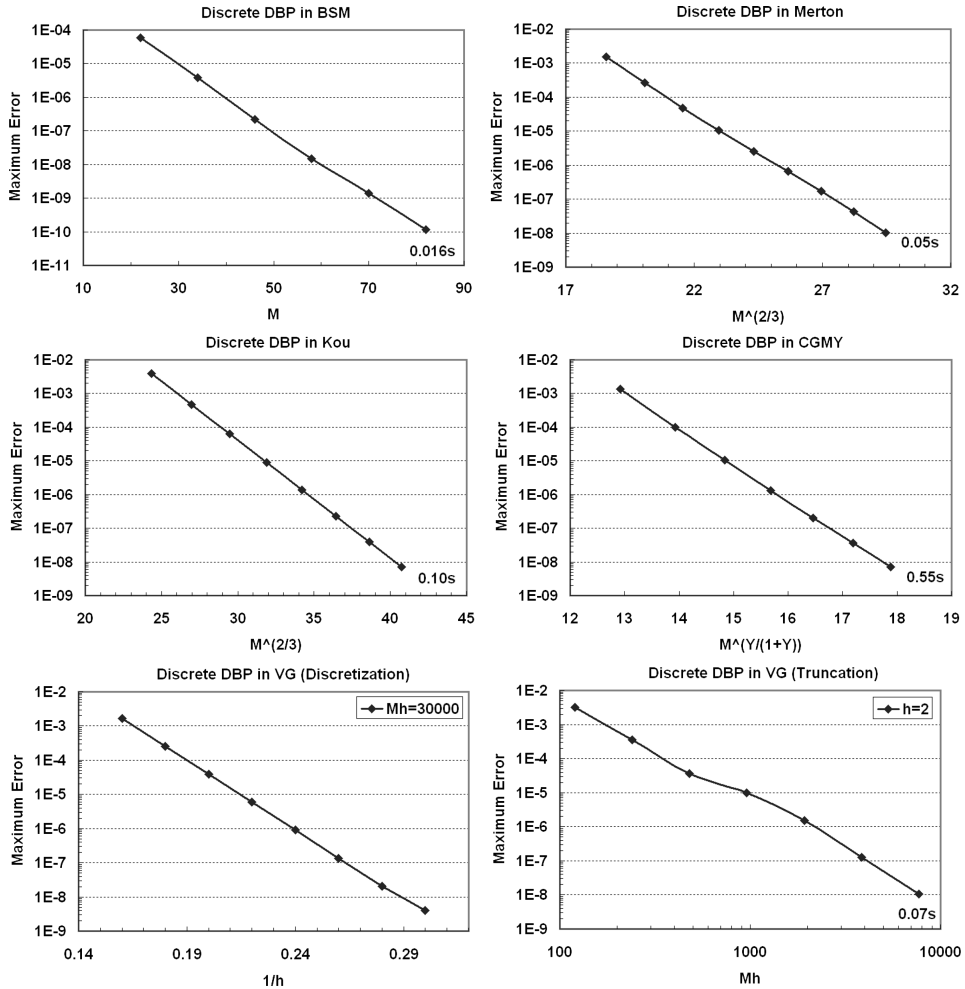 Discrete DBP in BSM
1E-04
1E-05
1E-06
1E-07
1E-08
1E-09
1E-10
1E-11
Maximum Error
0.016s
10 30 50 70 90
M
Discrete DBP in Merton
1E-02
1E-03
1E-04
1E-05
1E-06
1E-07
1E-08
1E-09
Maximum Error
0.05s
17 22 27 32
M^(2/3)
Discrete DBP in Kou
1E-02
1E-03
1E-04
1E-05
1E-06
1E-07
1E-08
1E-09
Maximum Error
0.10s
20 25 30 35 40 45
M^(2/3)
Discrete DBP in CGMY
1E-02
1E-03
1E-04
1E-05
1E-06
1E-07
1E-08
1E-09
Maximum Error
0.55s
12 13 14 15 16 17 18 19
M^(Y/(1+Y))
Discrete DBP in VG (Discretization)
1E-2
1E-3
1E-4
1E-5
1E-6
1E-7
1E-8
1E-9
Maximum Error
Mh=30000
0.14 0.19 0.24 0.29
1/h
Discrete DBP in VG (Truncation)
1E-2
1E-3
1E-4
1E-5
1E-6
1E-7
1E-8
1E-9
Maximum Error
h=2
0.07s
100 1000 10000
Mh